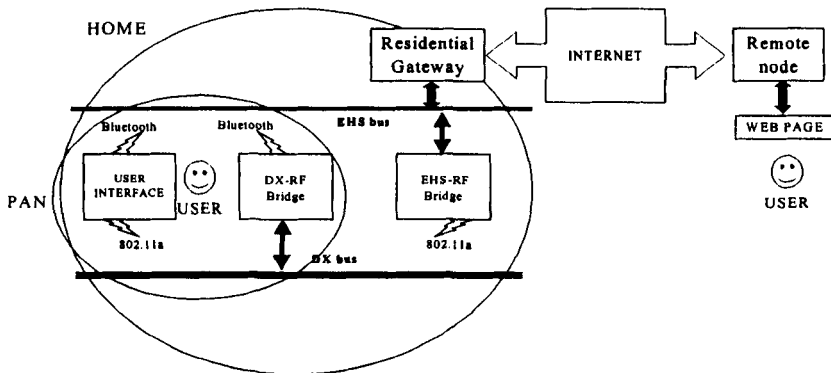 HOME
Residential
Gateway
INTERNET
Remote
node
EHS bus
WEB PAGE
Bluetooth
Bluetooth
USER
INTERFACE
DX-RF
Bridge
EHS-RF
Bridge
PAN
USER
USER
802.11a
802.11a
DX bus